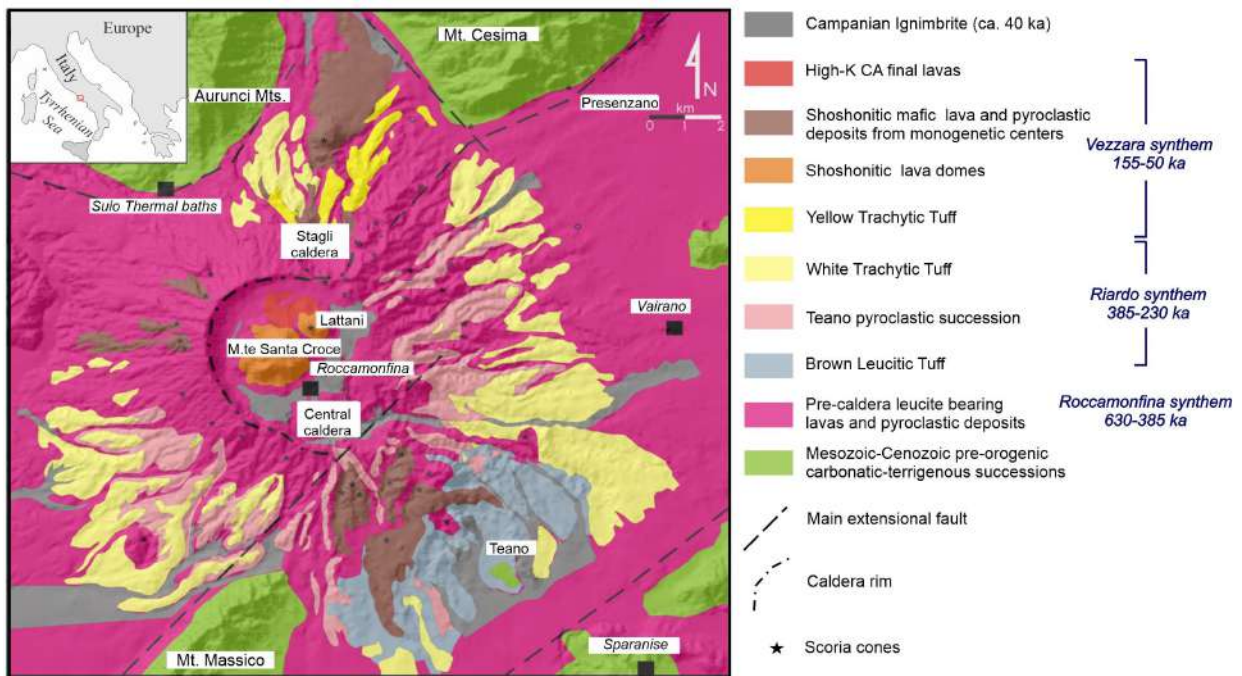 Europe
Italy
Tyrrhenian
Sea
Mt. Cesima
Aurunci Mts.
N
Presenzano
km
0 1 2
Sulo Thermal baths
Stagli
caldera
Vairano
Lattani
M.te Santa Croce
Roccamonfina
Central
caldera
Teano
Mt. Massico
Sparanise
Campanian Ignimbrite (ca. 40 ka)
High-K CA final lavas
Shoshonitic mafic lava and pyroclastic
deposits from monogenetic centers
Shoshonitic lava domes
Yellow Trachytic Tuff
White Trachytic Tuff
Teano pyroclastic succession
Brown Leucitic Tuff
Pre-caldera leucite bearing
lavas and pyroclastic deposits
Mesozoic-Cenozoic pre-orogenic
carbonatic-terrigenous successions
Main extensional fault
Caldera rim
Scoria cones
Vezzara synthem
155-50 ka
Riardo synthem
385-230 ka
Roccamonfina synthem
630-385 ka